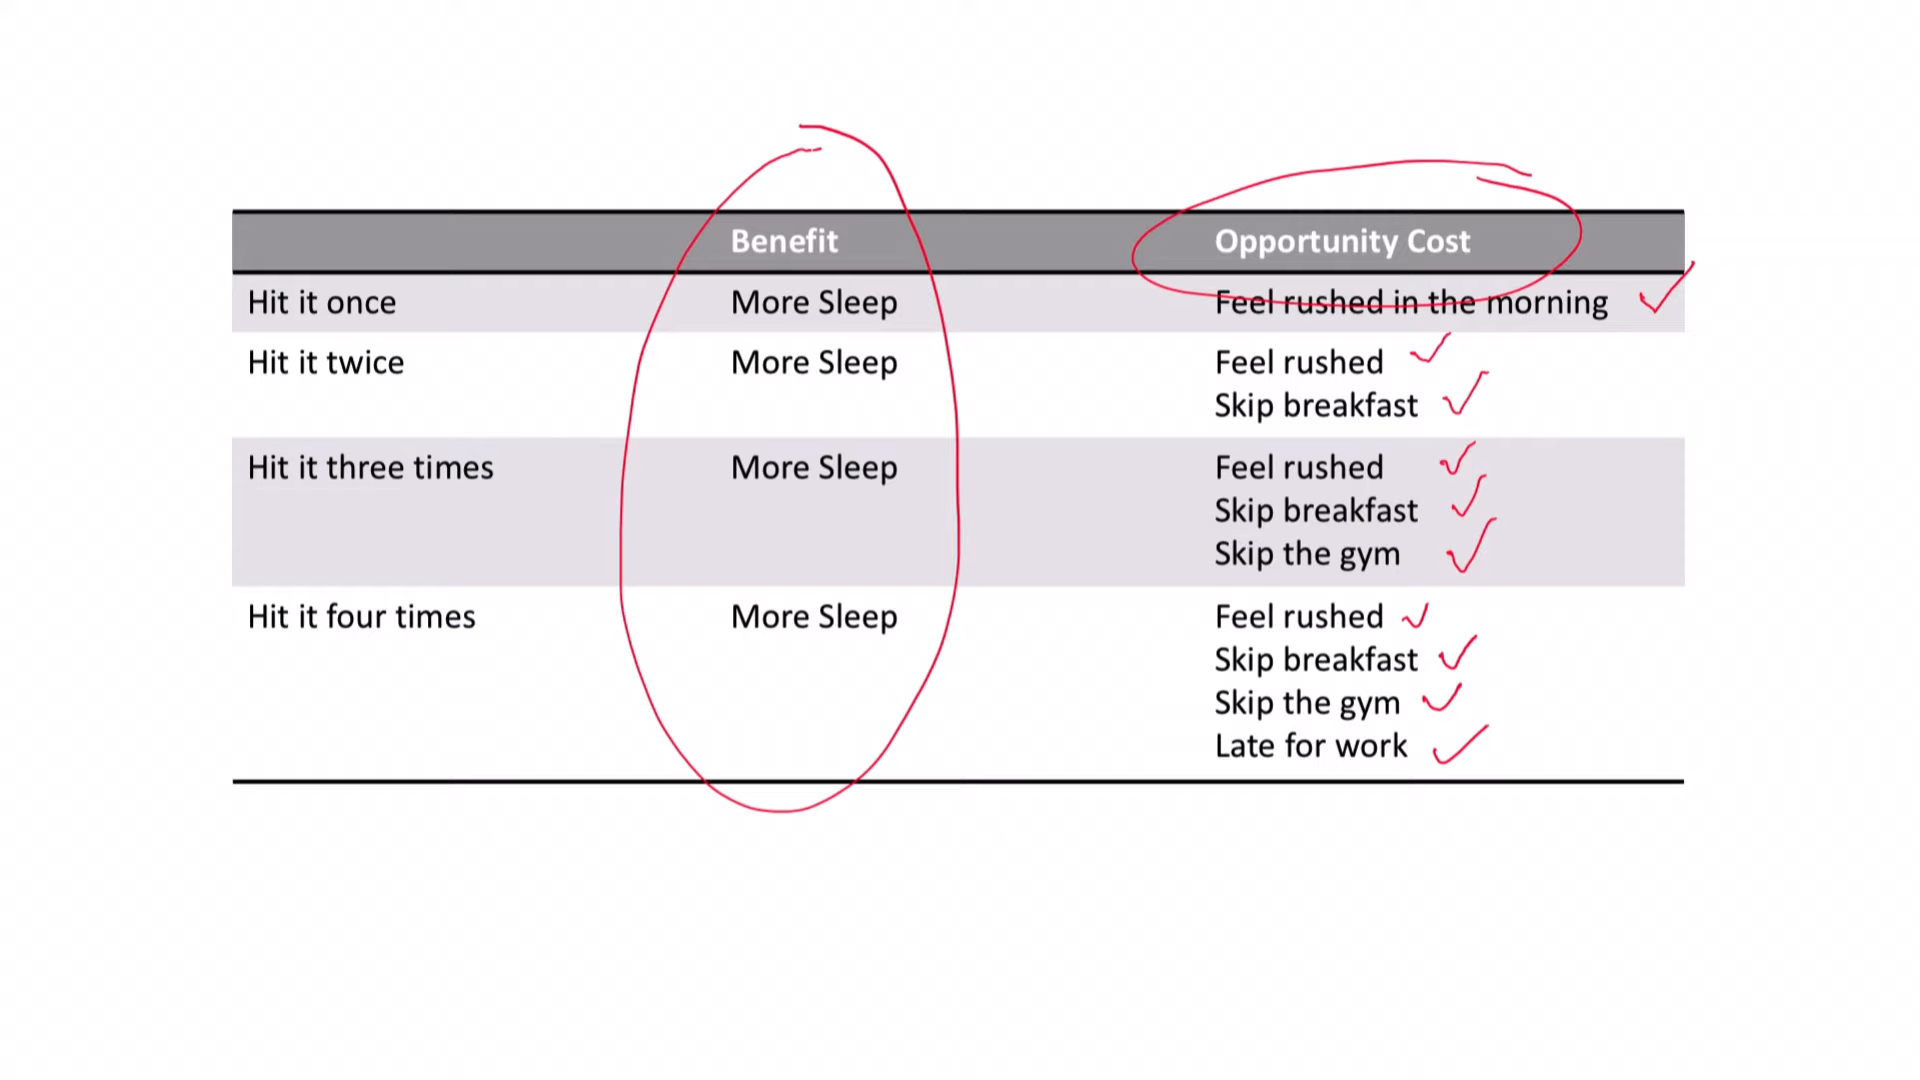 Benefit Opportunity Cost
Hit it once More Sleep Feel rushed in the morning
Hit it twice More Sleep Feel rushed
Skip breakfast
Hit it three times More Sleep Feel rushed
Skip breakfast
Skip the gym
Hit it four times More Sleep Feel rushed
Skip breakfast
Skip the gym
Late for work